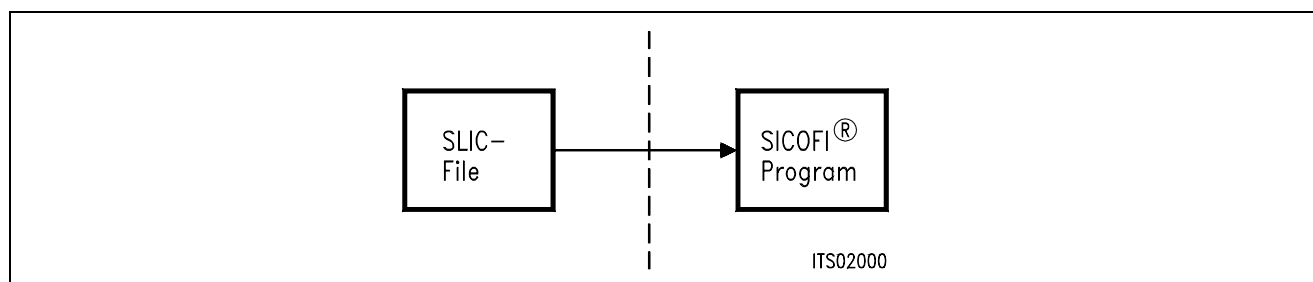 SLIC-
File
SICOFI®
Program
ITS02000